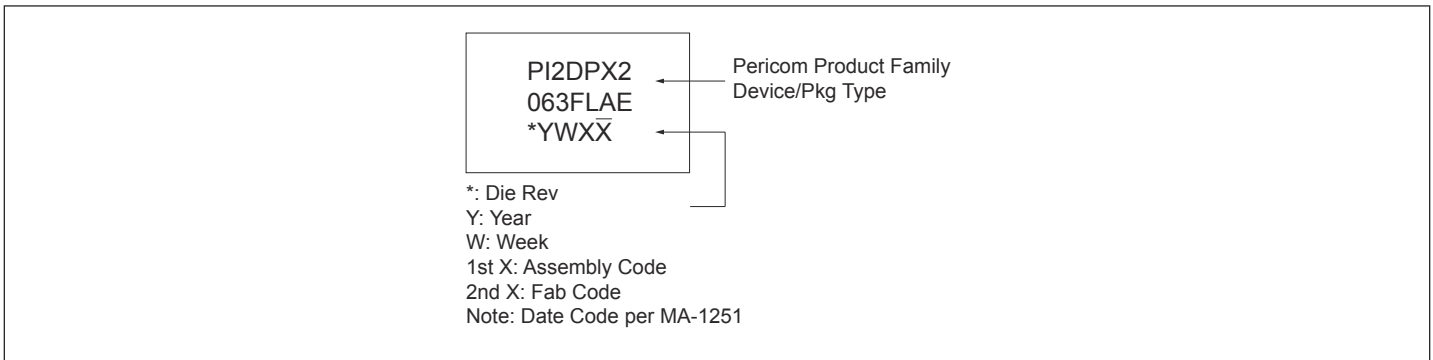 PI2DPX2
063FLAE
*YWXX̅
Pericom Product Family
Device/Pkg Type
*: Die Rev
Y: Year
W: Week
1st X: Assembly Code
2nd X: Fab Code
Note: Date Code per MA-1251